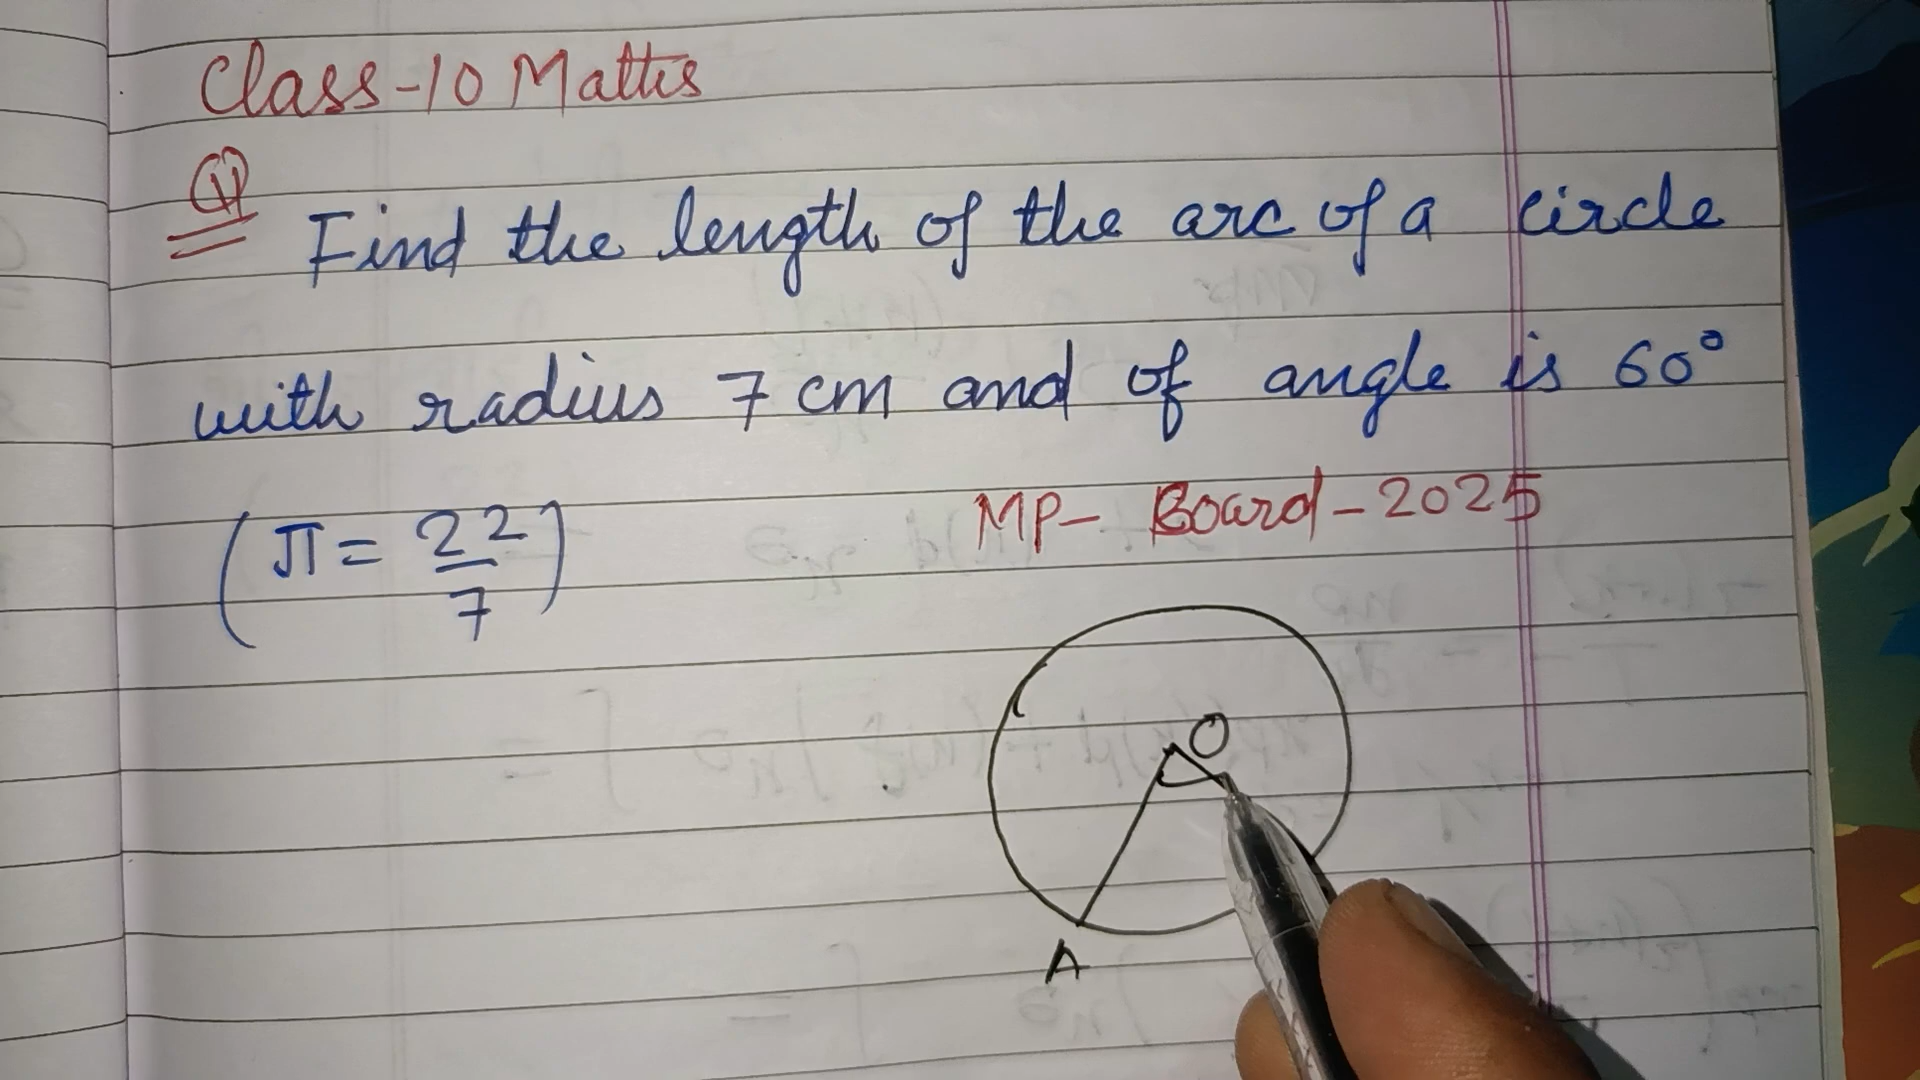 Class-10 Maths
Q1
Find the length of the arc of a circle
with radius 7 cm and of angle is 60°
(π = 22/7)
MP- Board-2025
O
A